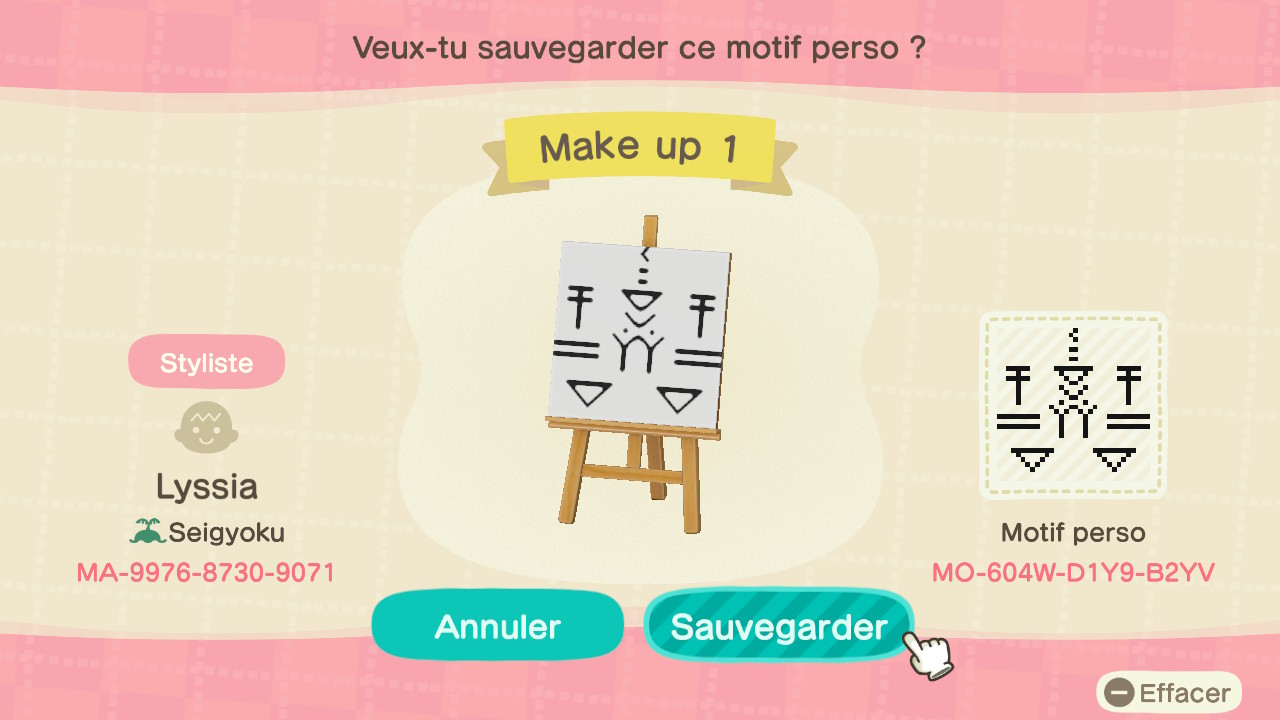 Veux-tu sauvegarder ce motif perso ?
Make up 1
Styliste
Lyssia
Seigyoku
MA-9976-8730-9071
Motif perso
MO-604W-D1Y9-B2YV
Annuler
Sauvegarder
Effacer